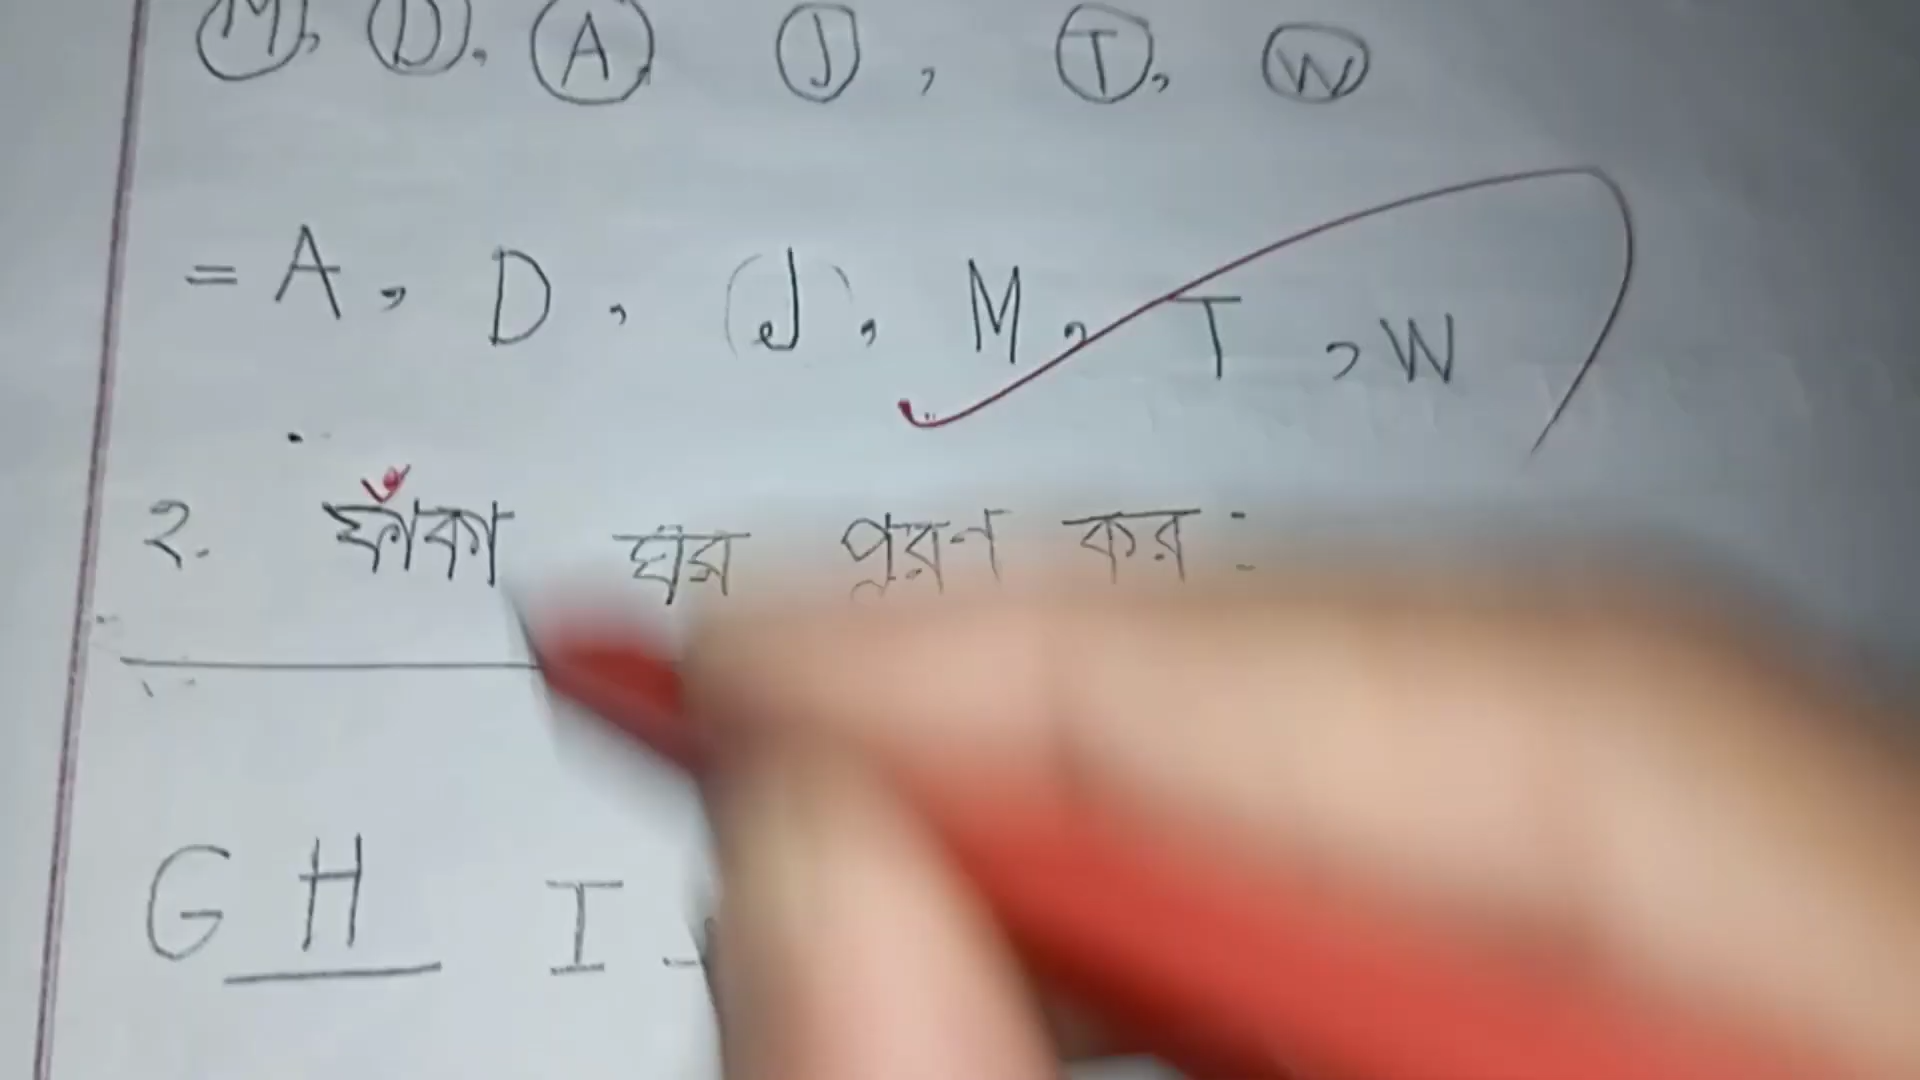 M, D, A J , T, W
= A, D, J, M, T, W
২. ফাঁকা ঘর পুরণ কর :
G H I